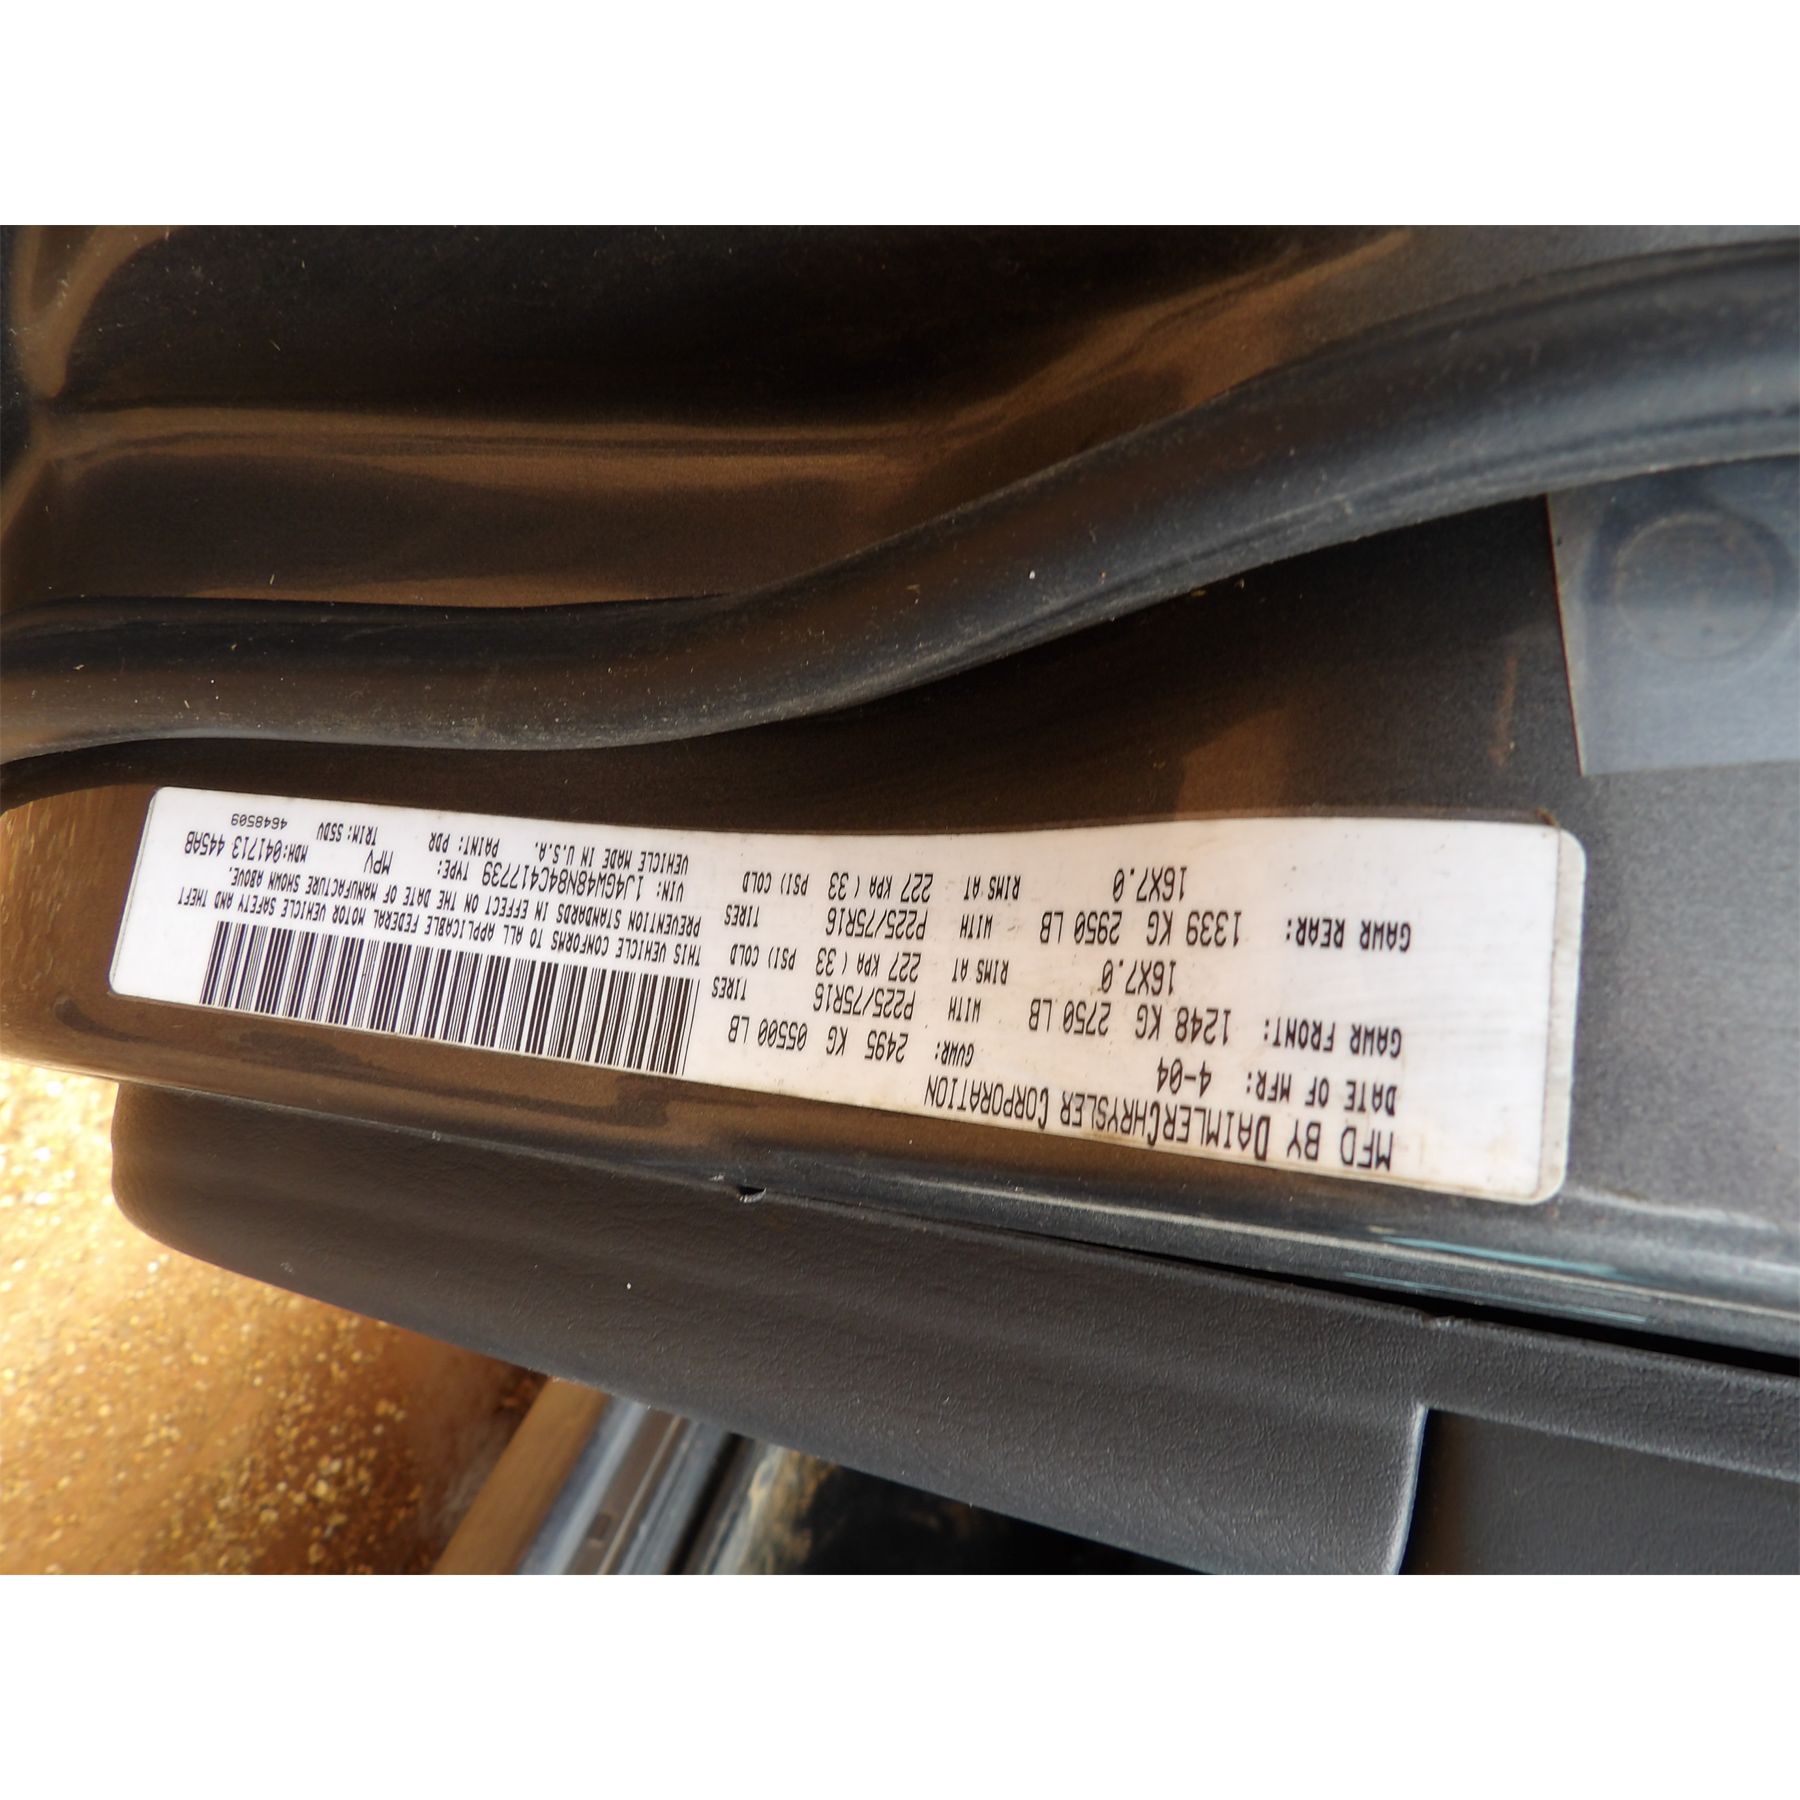 MFD BY DAIMLERCHRYSLER CORPORATION
DATE OF MFR: 4-04 GVWR: 2495 KG 05500 LB
GAWR FRONT: 1248 KG 2750 LB WITH P225/75R16 TIRES
16X7.0 RIMS AT 227 KPA ( 33 PSI) COLD
GAWR REAR: 1339 KG 2950 LB WITH P225/75R16 TIRES
16X7.0 RIMS AT 227 KPA ( 33 PSI) COLD
THIS VEHICLE CONFORMS TO ALL APPLICABLE FEDERAL MOTOR VEHICLE SAFETY AND THEFT
PREVENTION STANDARDS IN EFFECT ON THE DATE OF MANUFACTURE SHOWN ABOVE.
VIN: 1J4GW48N84C417739 TYPE: MPV MDH:041713 445AB
VEHICLE MADE IN U.S.A. PAINT: PDR TRIM: S5DV
4648509